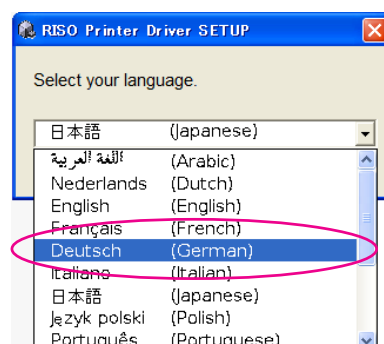 RISO Printer Driver SETUP
Select your language.
日本語 (Japanese)
اللغة العربية (Arabic)
Nederlands (Dutch)
English (English)
Français (French)
Deutsch (German)
Italiano (Italian)
日本語 (Japanese)
Język polski (Polish)
Português (Portuguese)